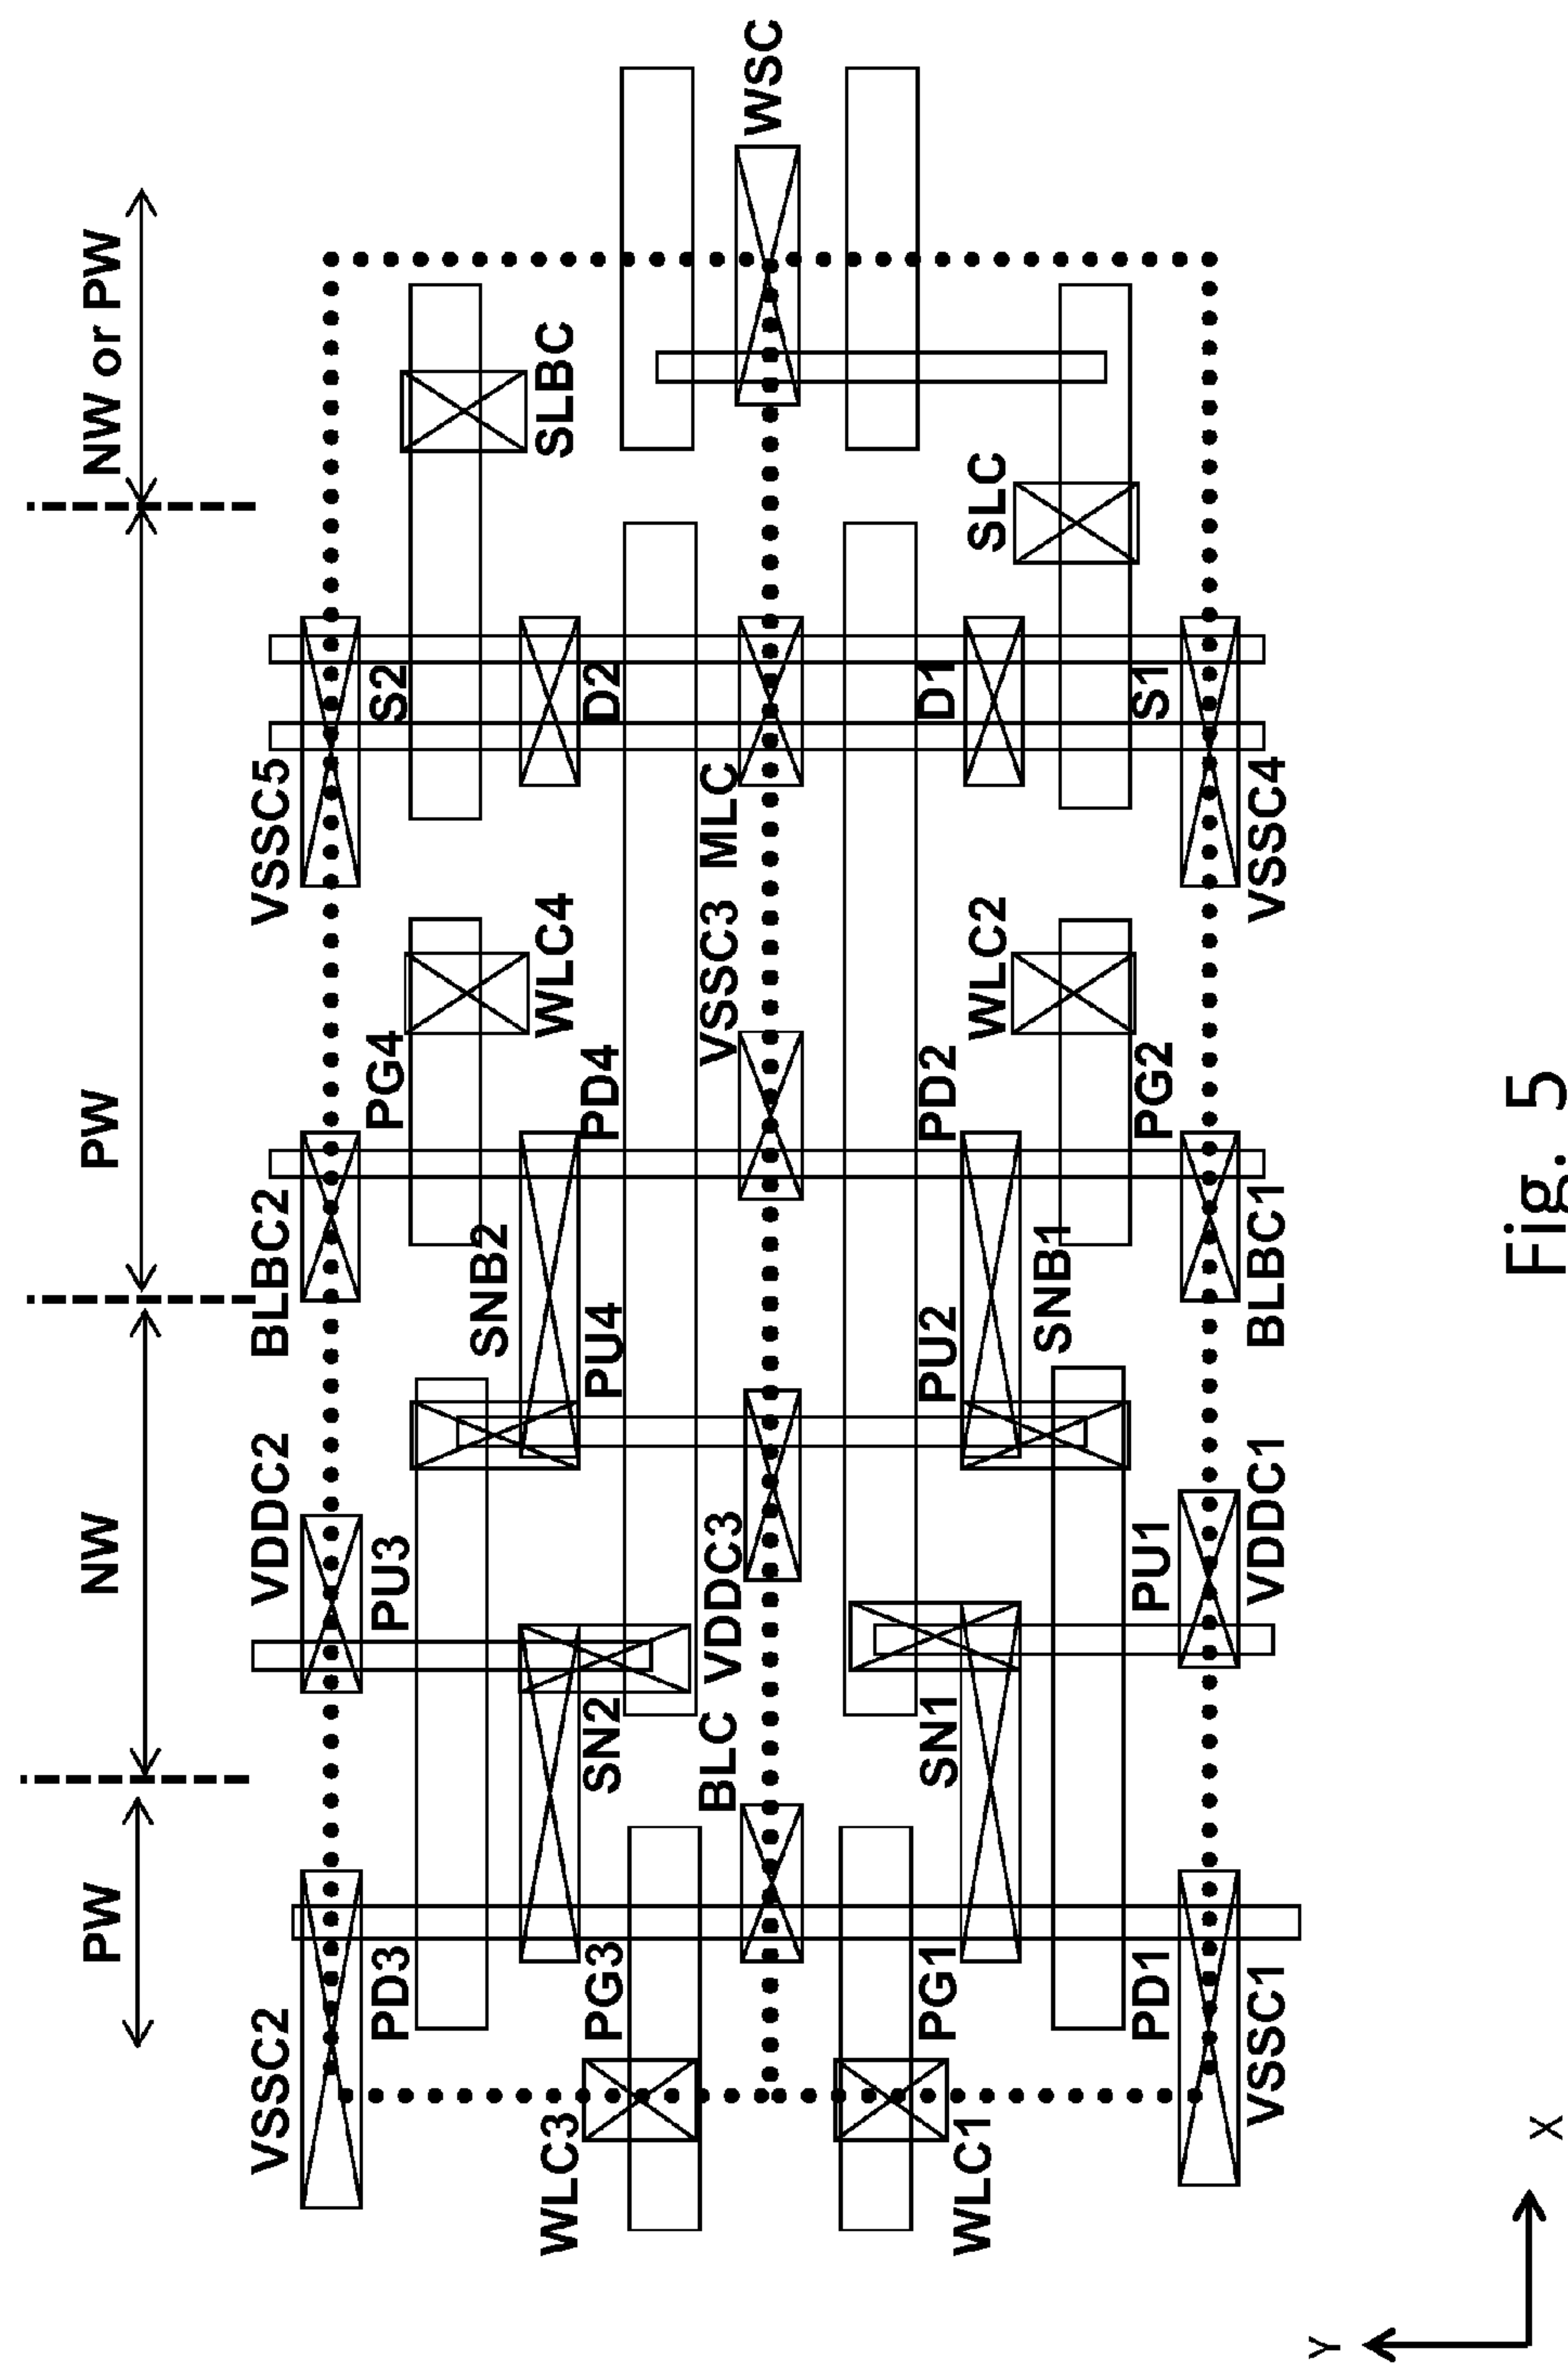 PW
NW
PW
NW or PW
VSSC2
VDDC2
BLBC2
VSSC5
PD3
PU3
PG4
S2
SNB2
WLC3
WLC4
SLBC
PG3
SN2
PU4
PD4
D2
BLC
VDDC3
VSSC3
MLC
WSC
PG1
SN1
PU2
PD2
D1
WLC1
WLC2
SLC
SNB1
PD1
PU1
PG2
S1
VSSC1
VDDC1
BLBC1
VSSC4
Y
X
Fig. 5